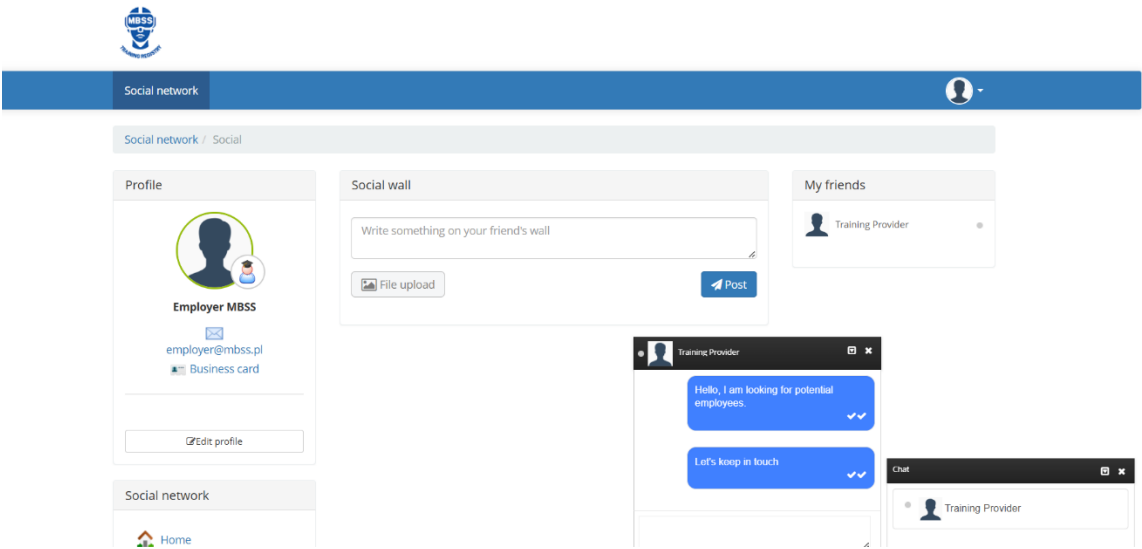 MBSS
TRAINING REGISTRY
Social network
Social network / Social
Profile
Employer MBSS
employer@mbss.pl
Business card
Edit profile
Social network
Home
Social wall
Write something on your friend's wall
File upload
Post
My friends
Training Provider
Training Provider
Hello, I am looking for potential
employees.
Let's keep in touch
Chat
Training Provider